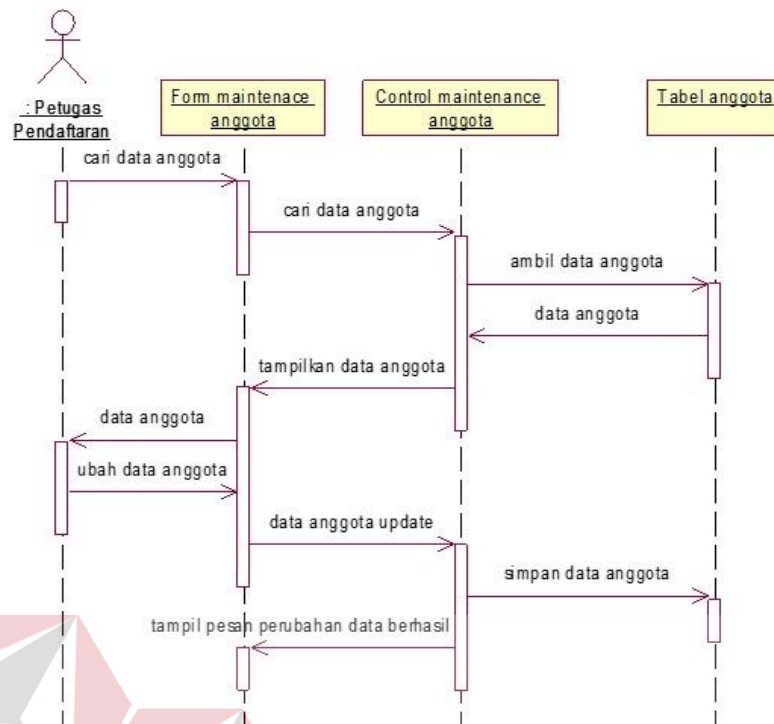 : Petugas
Pendaftaran
Form maintenace
anggota
Control maintenance
anggota
Tabel anggota
cari data anggota
cari data anggota
ambil data anggota
data anggota
tampilkan data anggota
data anggota
ubah data anggota
data anggota update
simpan data anggota
tampil pesan perubahan data berhasil